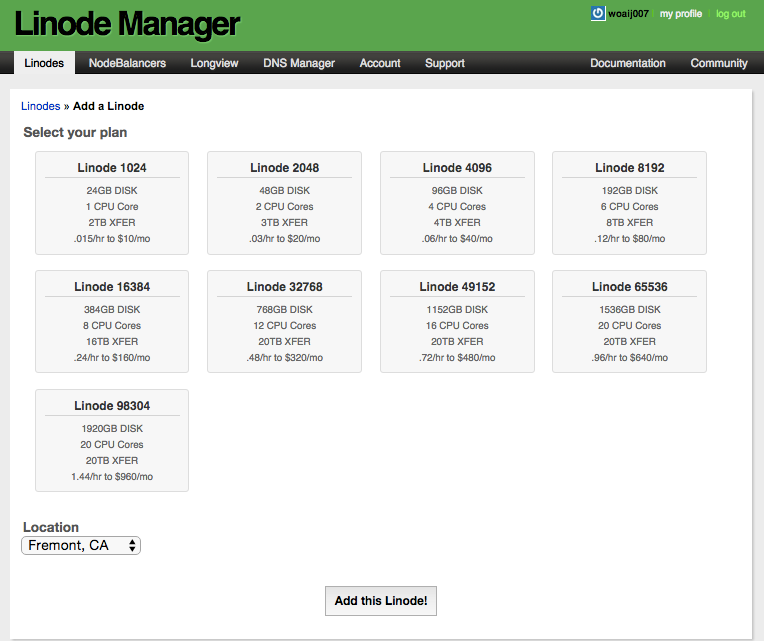 Linode Manager
woaij007 my profile log out
Linodes NodeBalancers Longview DNS Manager Account Support Documentation Community
Linodes » Add a Linode
Select your plan
Linode 1024
24GB DISK
1 CPU Core
2TB XFER
.015/hr to $10/mo
Linode 2048
48GB DISK
2 CPU Cores
3TB XFER
.03/hr to $20/mo
Linode 4096
96GB DISK
4 CPU Cores
4TB XFER
.06/hr to $40/mo
Linode 8192
192GB DISK
6 CPU Cores
8TB XFER
.12/hr to $80/mo
Linode 16384
384GB DISK
8 CPU Cores
16TB XFER
.24/hr to $160/mo
Linode 32768
768GB DISK
12 CPU Cores
20TB XFER
.48/hr to $320/mo
Linode 49152
1152GB DISK
16 CPU Cores
20TB XFER
.72/hr to $480/mo
Linode 65536
1536GB DISK
20 CPU Cores
20TB XFER
.96/hr to $640/mo
Linode 98304
1920GB DISK
20 CPU Cores
20TB XFER
1.44/hr to $960/mo
Location
Fremont, CA
Add this Linode!